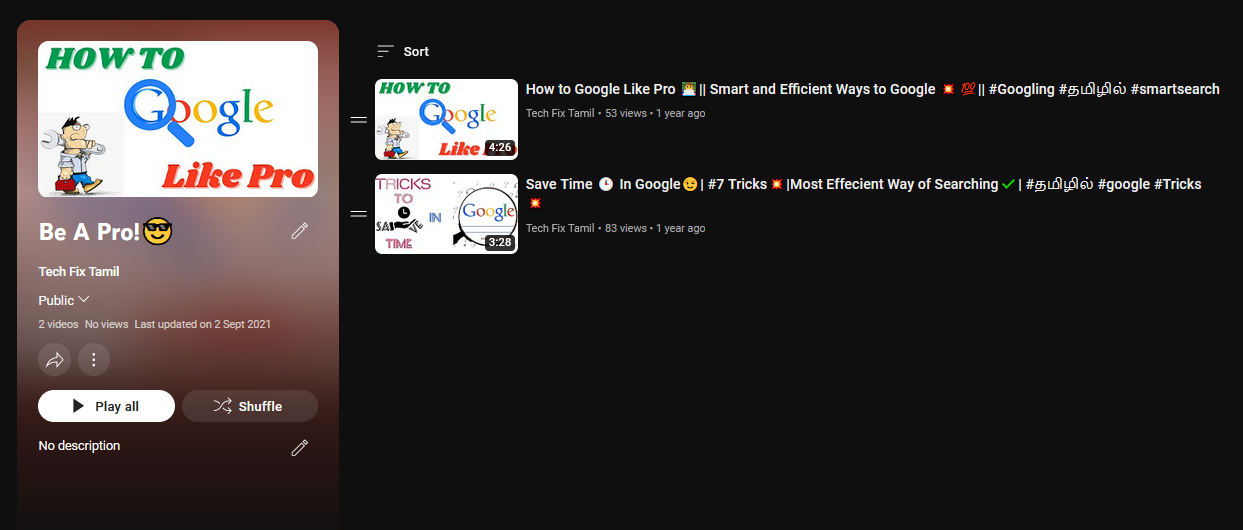 HOW TO
Google
Like Pro
Be A Pro!😎
Tech Fix Tamil
Public
2 videos No views Last updated on 2 Sept 2021
Play all
Shuffle
No description
Sort
HOW TO
Google
Like Pro
4:26
How to Google Like Pro 👨‍💻 || Smart and Efficient Ways to Google 💥 💯 || #Googling #தமிழில் #smartsearch
Tech Fix Tamil • 53 views • 1 year ago
TRICKS
TO
SAVE IN
TIME
Google
3:28
Save Time 🕒 In Google😉 | #7 Tricks 💥 |Most Effecient Way of Searching ✔ | #தமிழில் #google #Tricks
💥
Tech Fix Tamil • 83 views • 1 year ago